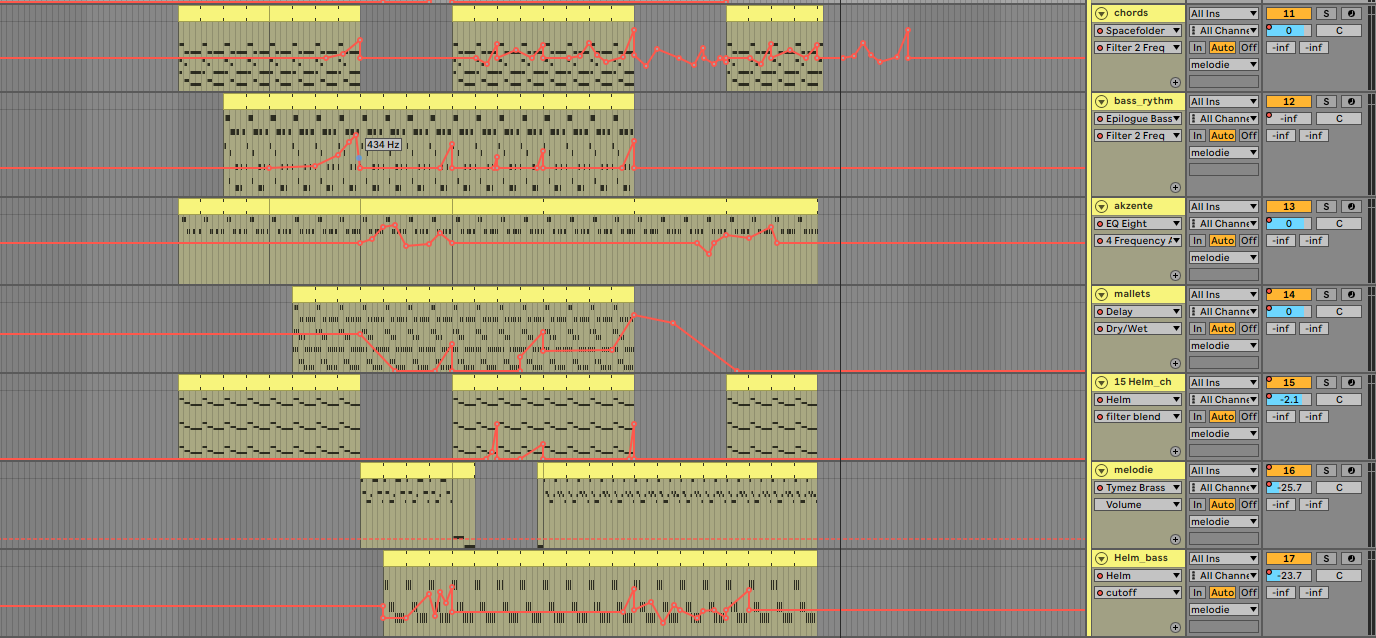 chords All Ins 11 S
Spacefolder All Channe 0 C
Filter 2 Freq In Auto Off -inf -inf
melodie
bass_rythm All Ins 12 S
Epilogue Bass All Channe -inf C
434 Hz Filter 2 Freq In Auto Off -inf -inf
melodie
akzente All Ins 13 S
EQ Eight All Channe 0 C
4 Frequency A In Auto Off -inf -inf
melodie
mallets All Ins 14 S
Delay All Channe 0 C
Dry/Wet In Auto Off -inf -inf
melodie
15 Helm_ch All Ins 15 S
Helm All Channe -2.1 C
filter blend In Auto Off -inf -inf
melodie
melodie All Ins 16 S
Tymez Brass All Channe -25.7 C
Volume In Auto Off -inf -inf
melodie
Helm_bass All Ins 17 S
Helm All Channe -23.7 C
cutoff In Auto Off -inf -inf
melodie